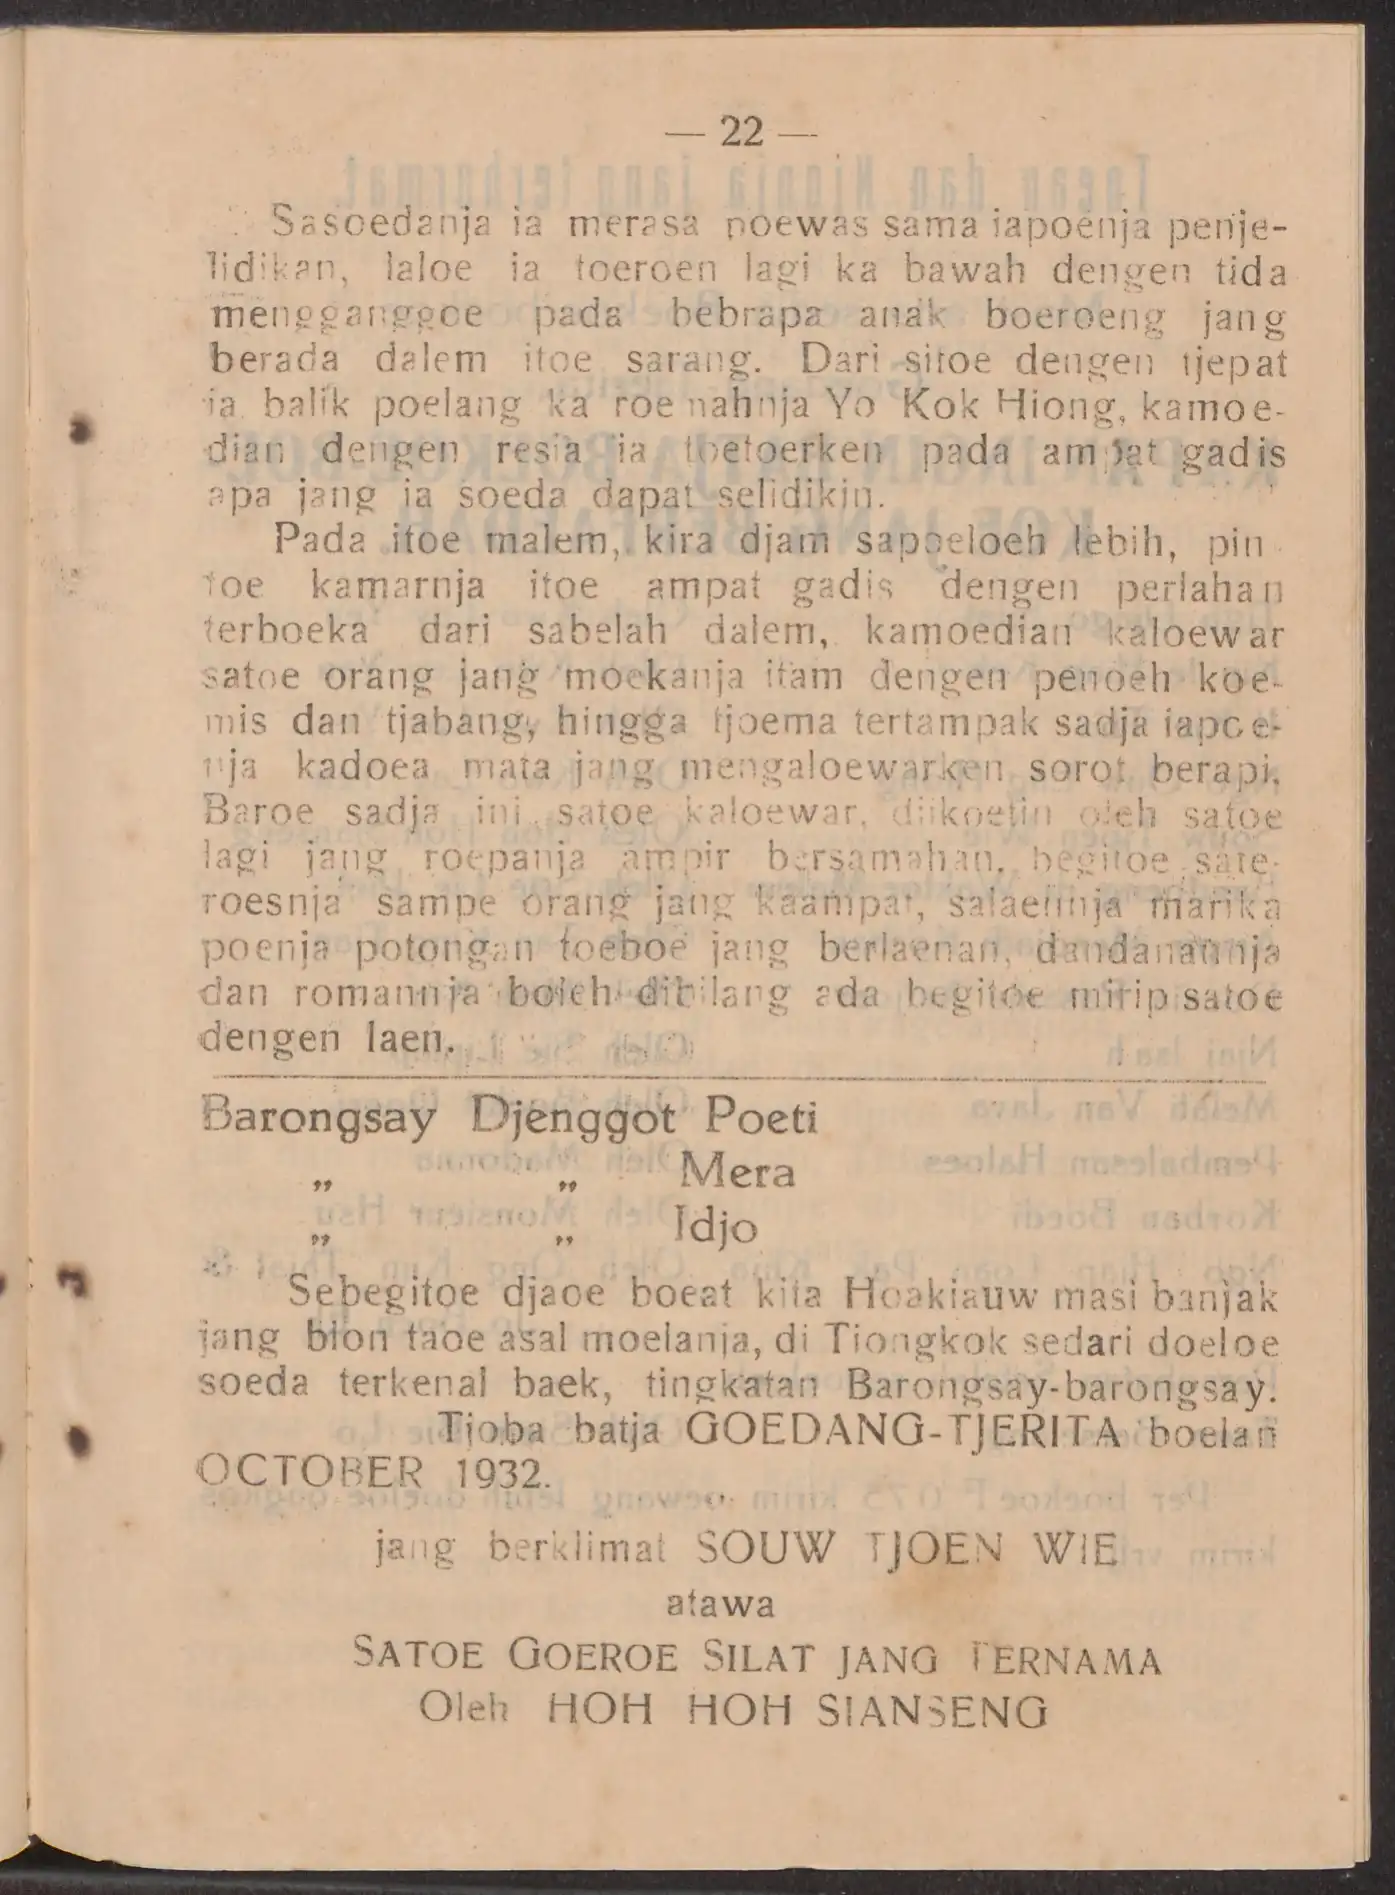 — 22 —
Sasoedanja ia merasa poewas sama iapoenja penje-
lidikan, laloe ia toeroen lagi ka bawah dengen tida
mengganggoe pada bebrapa anak boeroeng jang
berada dalem itoe sarang. Dari sitoe dengen tjepat
ia balik poelang ka roemahnja Yo Kok Hiong, kamoe-
dian dengen resia ia toetoerken pada ampat gadis
apa jang ia soeda dapat selidikin.
Pada itoe malem, kira djam sapoeloeh lebih, pin
toe kamarnja itoe ampat gadis dengen perlahan
terboeka dari sabelah dalem, kamoedian kaloewar
satoe orang jang moekanja itam dengen penoeh koe-
mis dan tjabang, hingga tjoema tertampak sadja iapoe-
nja kadoea mata jang mengaloewarken sorot berapi.
Baroe sadja ini satoe kaloewar, diikoetin oleh satoe
lagi jang roepanja ampir bersamahan, begitoe sate-
roesnja sampe orang jang kaampat, salaennja marika
poenja potongan toeboe jang berlaenan, dandanannja
dan romannja boleh dibilang ada begitoe mirip satoe
dengen laen.
Barongsay Djenggot Poeti
„ „ Mera
„ „ Idjo
Sebegitoe djaoe boeat kita Hoakiauw masi banjak
jang blon taoe asal moelanja, di Tiongkok sedari doeloe
soeda terkenal baek, tingkatan Barongsay-barongsay.
Tjoba batja GOEDANG-TJERITA boelan
OCTOBER 1932.
jang berklimat SOUW TJOEN WIE
atawa
SATOE GOEROE SILAT JANG TERNAMA
Oleh HOH HOH SIANSENG